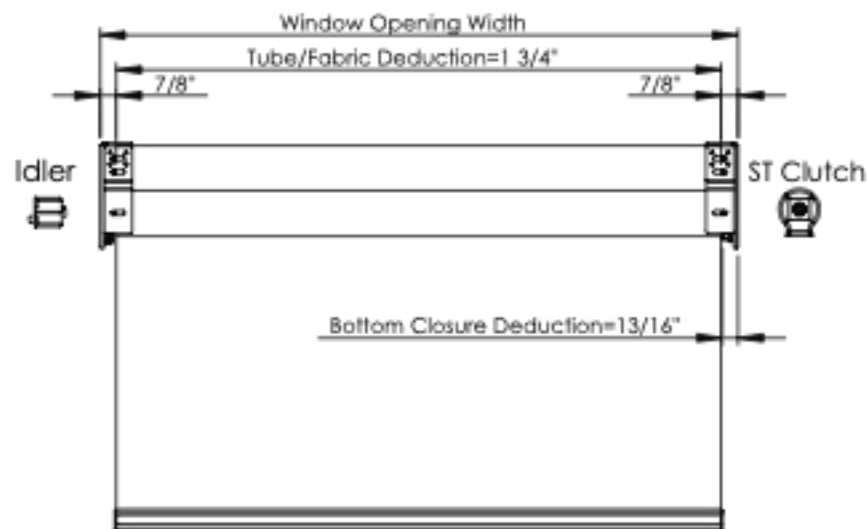 Window Opening Width
Tube/Fabric Deduction=1 3/4"
7/8"
7/8"
Idler
ST Clutch
Bottom Closure Deduction=13/16"